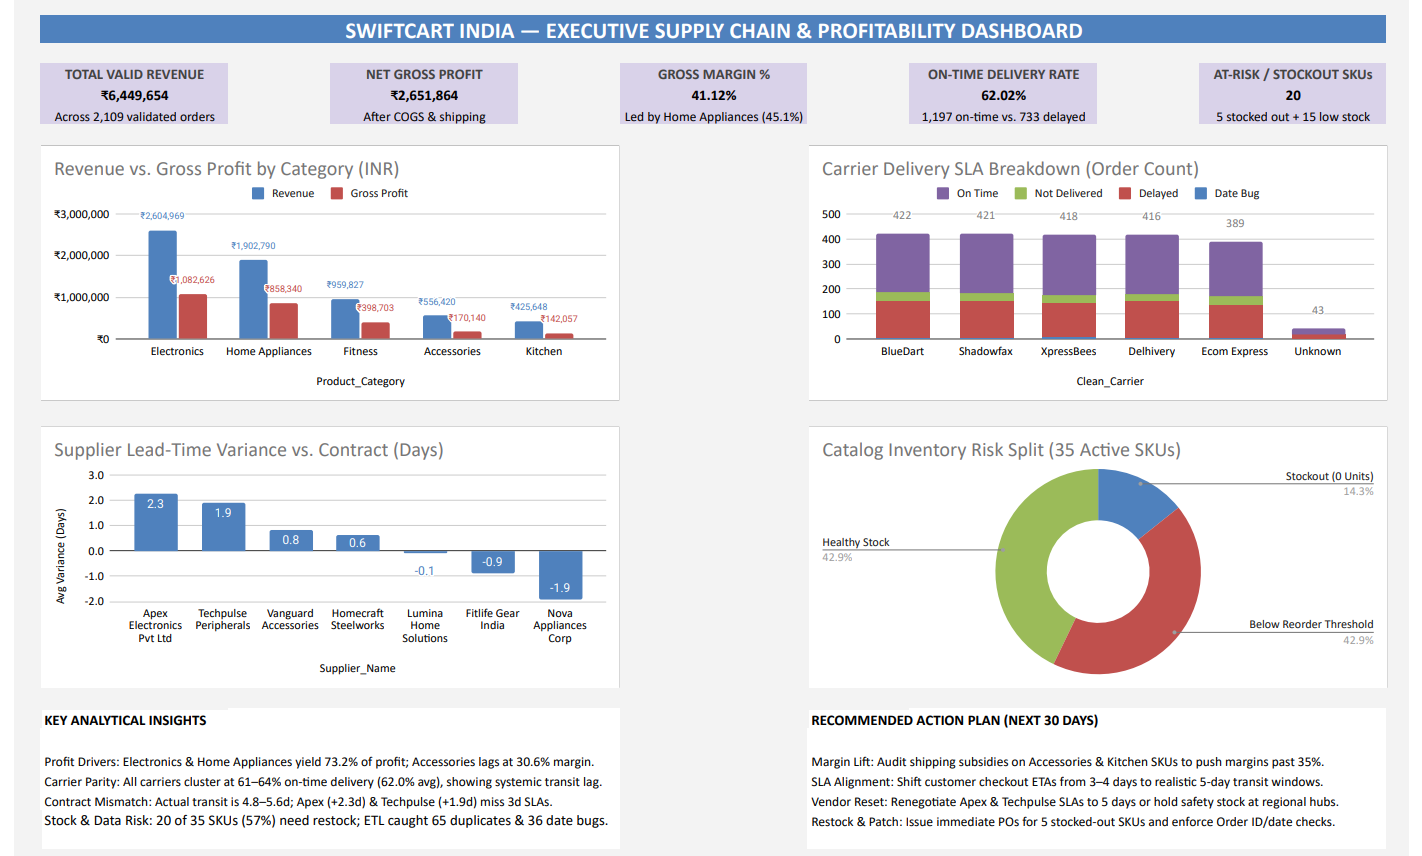 SWIFTCART INDIA — EXECUTIVE SUPPLY CHAIN & PROFITABILITY DASHBOARD
TOTAL VALID REVENUE
₹6,449,654
Across 2,109 validated orders
NET GROSS PROFIT
₹2,651,864
After COGS & shipping
GROSS MARGIN %
41.12%
Led by Home Appliances (45.1%)
ON-TIME DELIVERY RATE
62.02%
1,197 on-time vs. 733 delayed
AT-RISK / STOCKOUT SKUs
20
5 stocked out + 15 low stock
Revenue vs. Gross Profit by Category (INR)
Revenue
Gross Profit
₹3,000,000
₹2,000,000
₹1,000,000
₹0
₹2,604,969
₹1,082,626
₹1,902,790
₹858,340
₹959,827
₹398,703
₹556,420
₹170,140
₹425,648
₹142,057
Electronics
Home Appliances
Fitness
Accessories
Kitchen
Product_Category
Carrier Delivery SLA Breakdown (Order Count)
On Time
Not Delivered
Delayed
Date Bug
500
400
300
200
100
0
422
421
418
416
389
43
BlueDart
Shadowfax
XpressBees
Delhivery
Ecom Express
Unknown
Clean_Carrier
Supplier Lead-Time Variance vs. Contract (Days)
Avg Variance (Days)
3.0
2.0
1.0
0.0
-1.0
-2.0
2.3
1.9
0.8
0.6
-0.1
-0.9
-1.9
Apex
Electronics
Pvt Ltd
Techpulse
Peripherals
Vanguard
Accessories
Homecraft
Steelworks
Lumina
Home
Solutions
Fitlife Gear
India
Nova
Appliances
Corp
Supplier_Name
Catalog Inventory Risk Split (35 Active SKUs)
Stockout (0 Units)
14.3%
Healthy Stock
42.9%
Below Reorder Threshold
42.9%
KEY ANALYTICAL INSIGHTS
Profit Drivers: Electronics & Home Appliances yield 73.2% of profit; Accessories lags at 30.6% margin.
Carrier Parity: All carriers cluster at 61–64% on-time delivery (62.0% avg), showing systemic transit lag.
Contract Mismatch: Actual transit is 4.8–5.6d; Apex (+2.3d) & Techpulse (+1.9d) miss 3d SLAs.
Stock & Data Risk: 20 of 35 SKUs (57%) need restock; ETL caught 65 duplicates & 36 date bugs.
RECOMMENDED ACTION PLAN (NEXT 30 DAYS)
Margin Lift: Audit shipping subsidies on Accessories & Kitchen SKUs to push margins past 35%.
SLA Alignment: Shift customer checkout ETAs from 3–4 days to realistic 5-day transit windows.
Vendor Reset: Renegotiate Apex & Techpulse SLAs to 5 days or hold safety stock at regional hubs.
Restock & Patch: Issue immediate POs for 5 stocked-out SKUs and enforce Order ID/date checks.